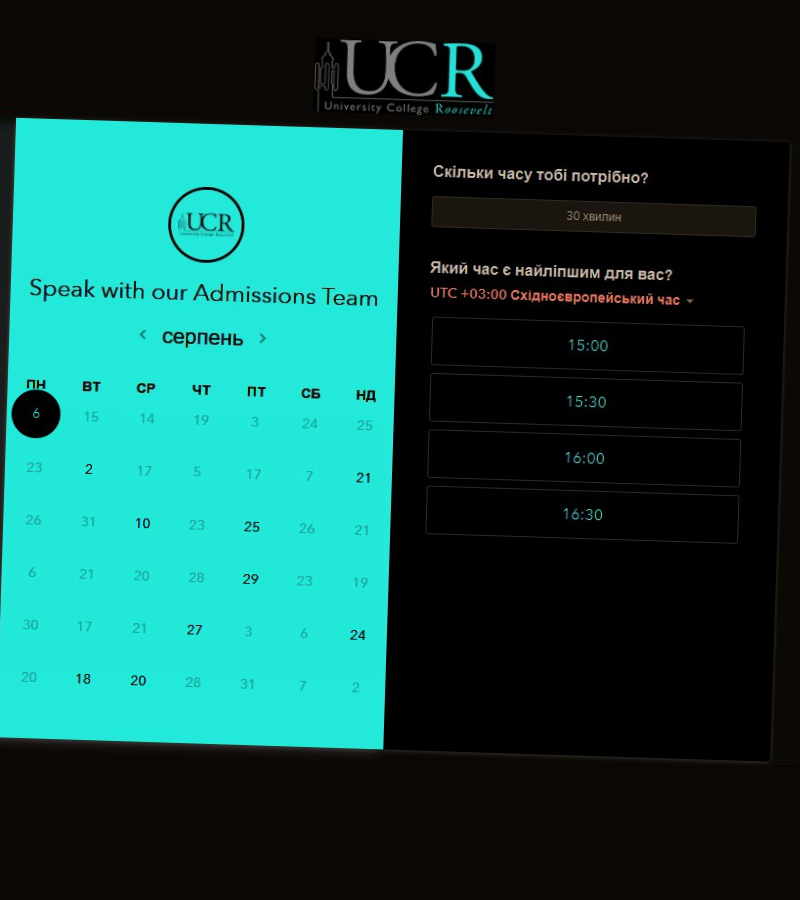 UCR
University College Roosevelt
UCR
University College Roosevelt
Speak with our Admissions Team
серпень
ПН ВТ СР ЧТ ПТ СБ НД
6 15 14 19 3 24 25
23 2 17 5 17 7 21
26 31 10 23 25 26 21
6 21 20 28 29 23 19
30 17 21 27 3 6 24
20 18 20 28 31 7 2
Скільки часу тобі потрібно?
30 хвилин
Який час є найліпшим для вас?
UTC +03:00 Східноєвропейський час
15:00
15:30
16:00
16:30